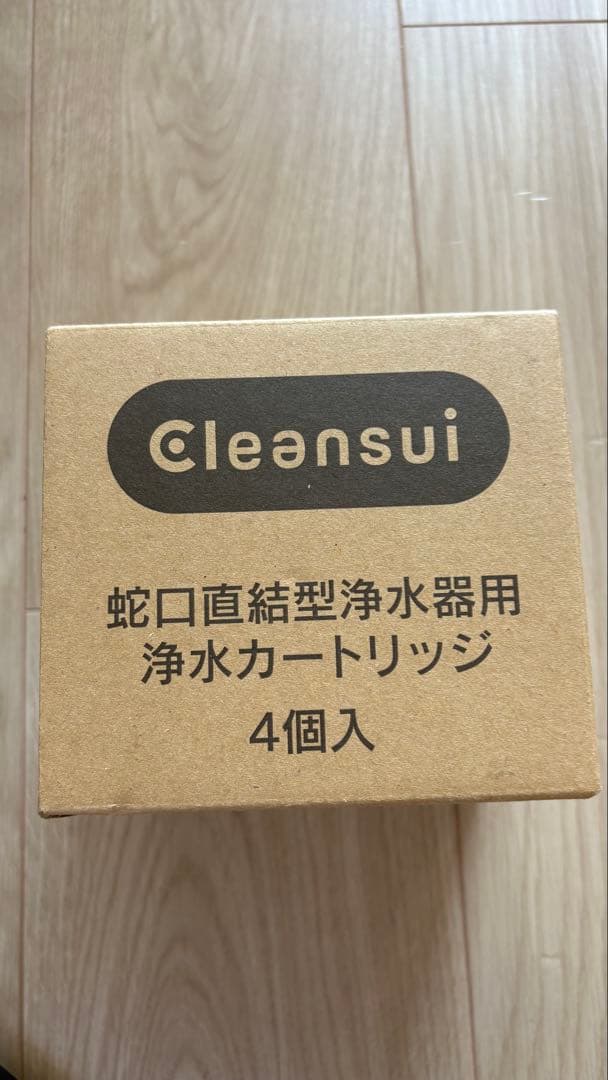 Cleansui
蛇口直結型浄水器用
浄水カートリッジ
4個入